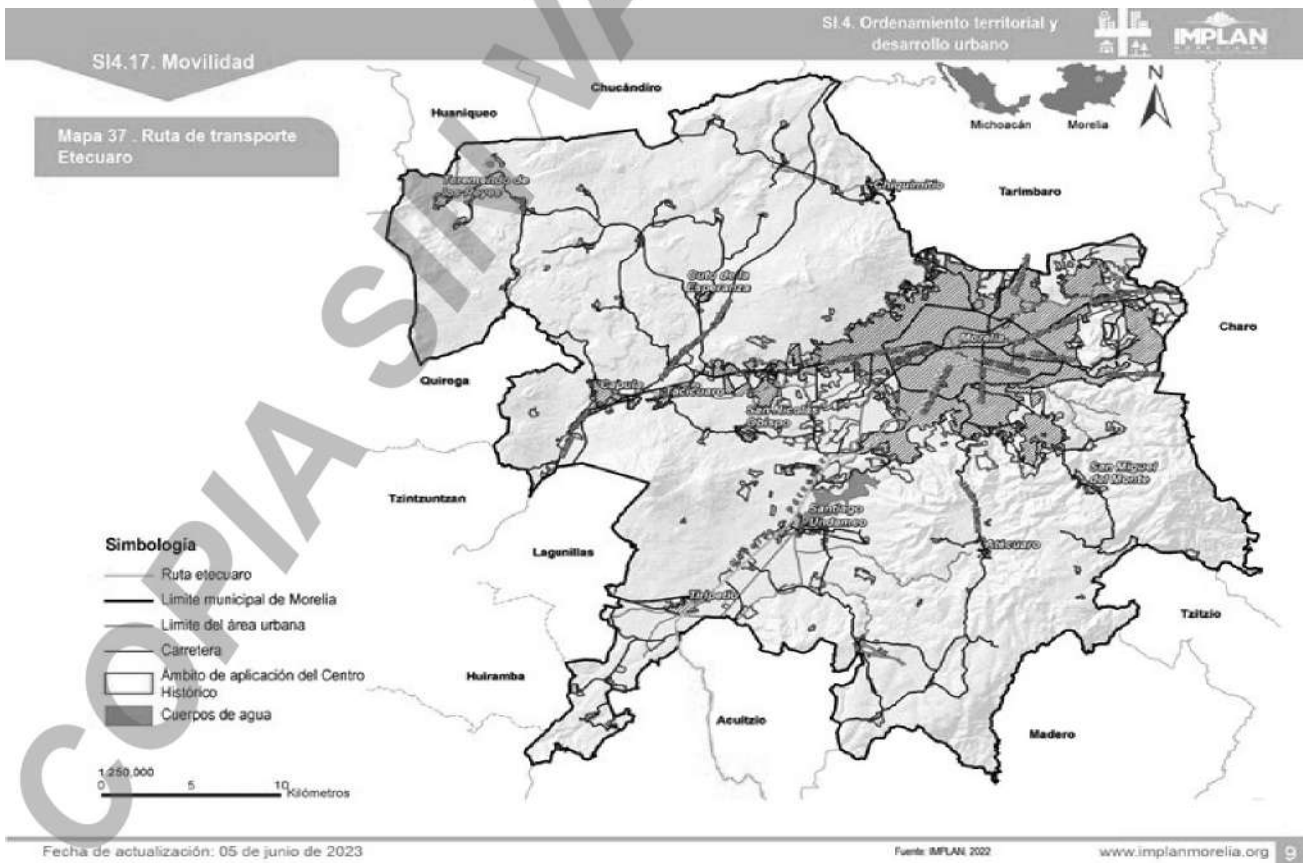 SI4.17. Movilidad
SI.4. Ordenamiento territorial y
desarrollo urbano
IMPLAN
Mapa 37 . Ruta de transporte
Etecuaro
Michoacán
Morelia
N
Chucándiro
Huaniqueo
Teremendo de
los Reyes
Chiquimitío
Tarimbaro
Cuto de la
Esperanza
Charo
Morelia
Quiroga
Capula
Tacicuaro
San Nicolás
Obispo
San Miguel
del Monte
Tzintzuntzan
Santiago
Undameo
Atécuaro
Lagunillas
Tiripetío
Tzitzio
Huiramba
Acuitzio
Madero
Simbología
Ruta etecuaro
Limite municipal de Morelia
Limite del área urbana
Carretera
Ámbito de aplicación del Centro
Histórico
Cuerpos de agua
1:250,000
0 5 10 Kilómetros
COPIA SIN VA
Fecha de actualización: 05 de junio de 2023
Fuente: IMPLAN, 2022
www.implanmorelia.org 9